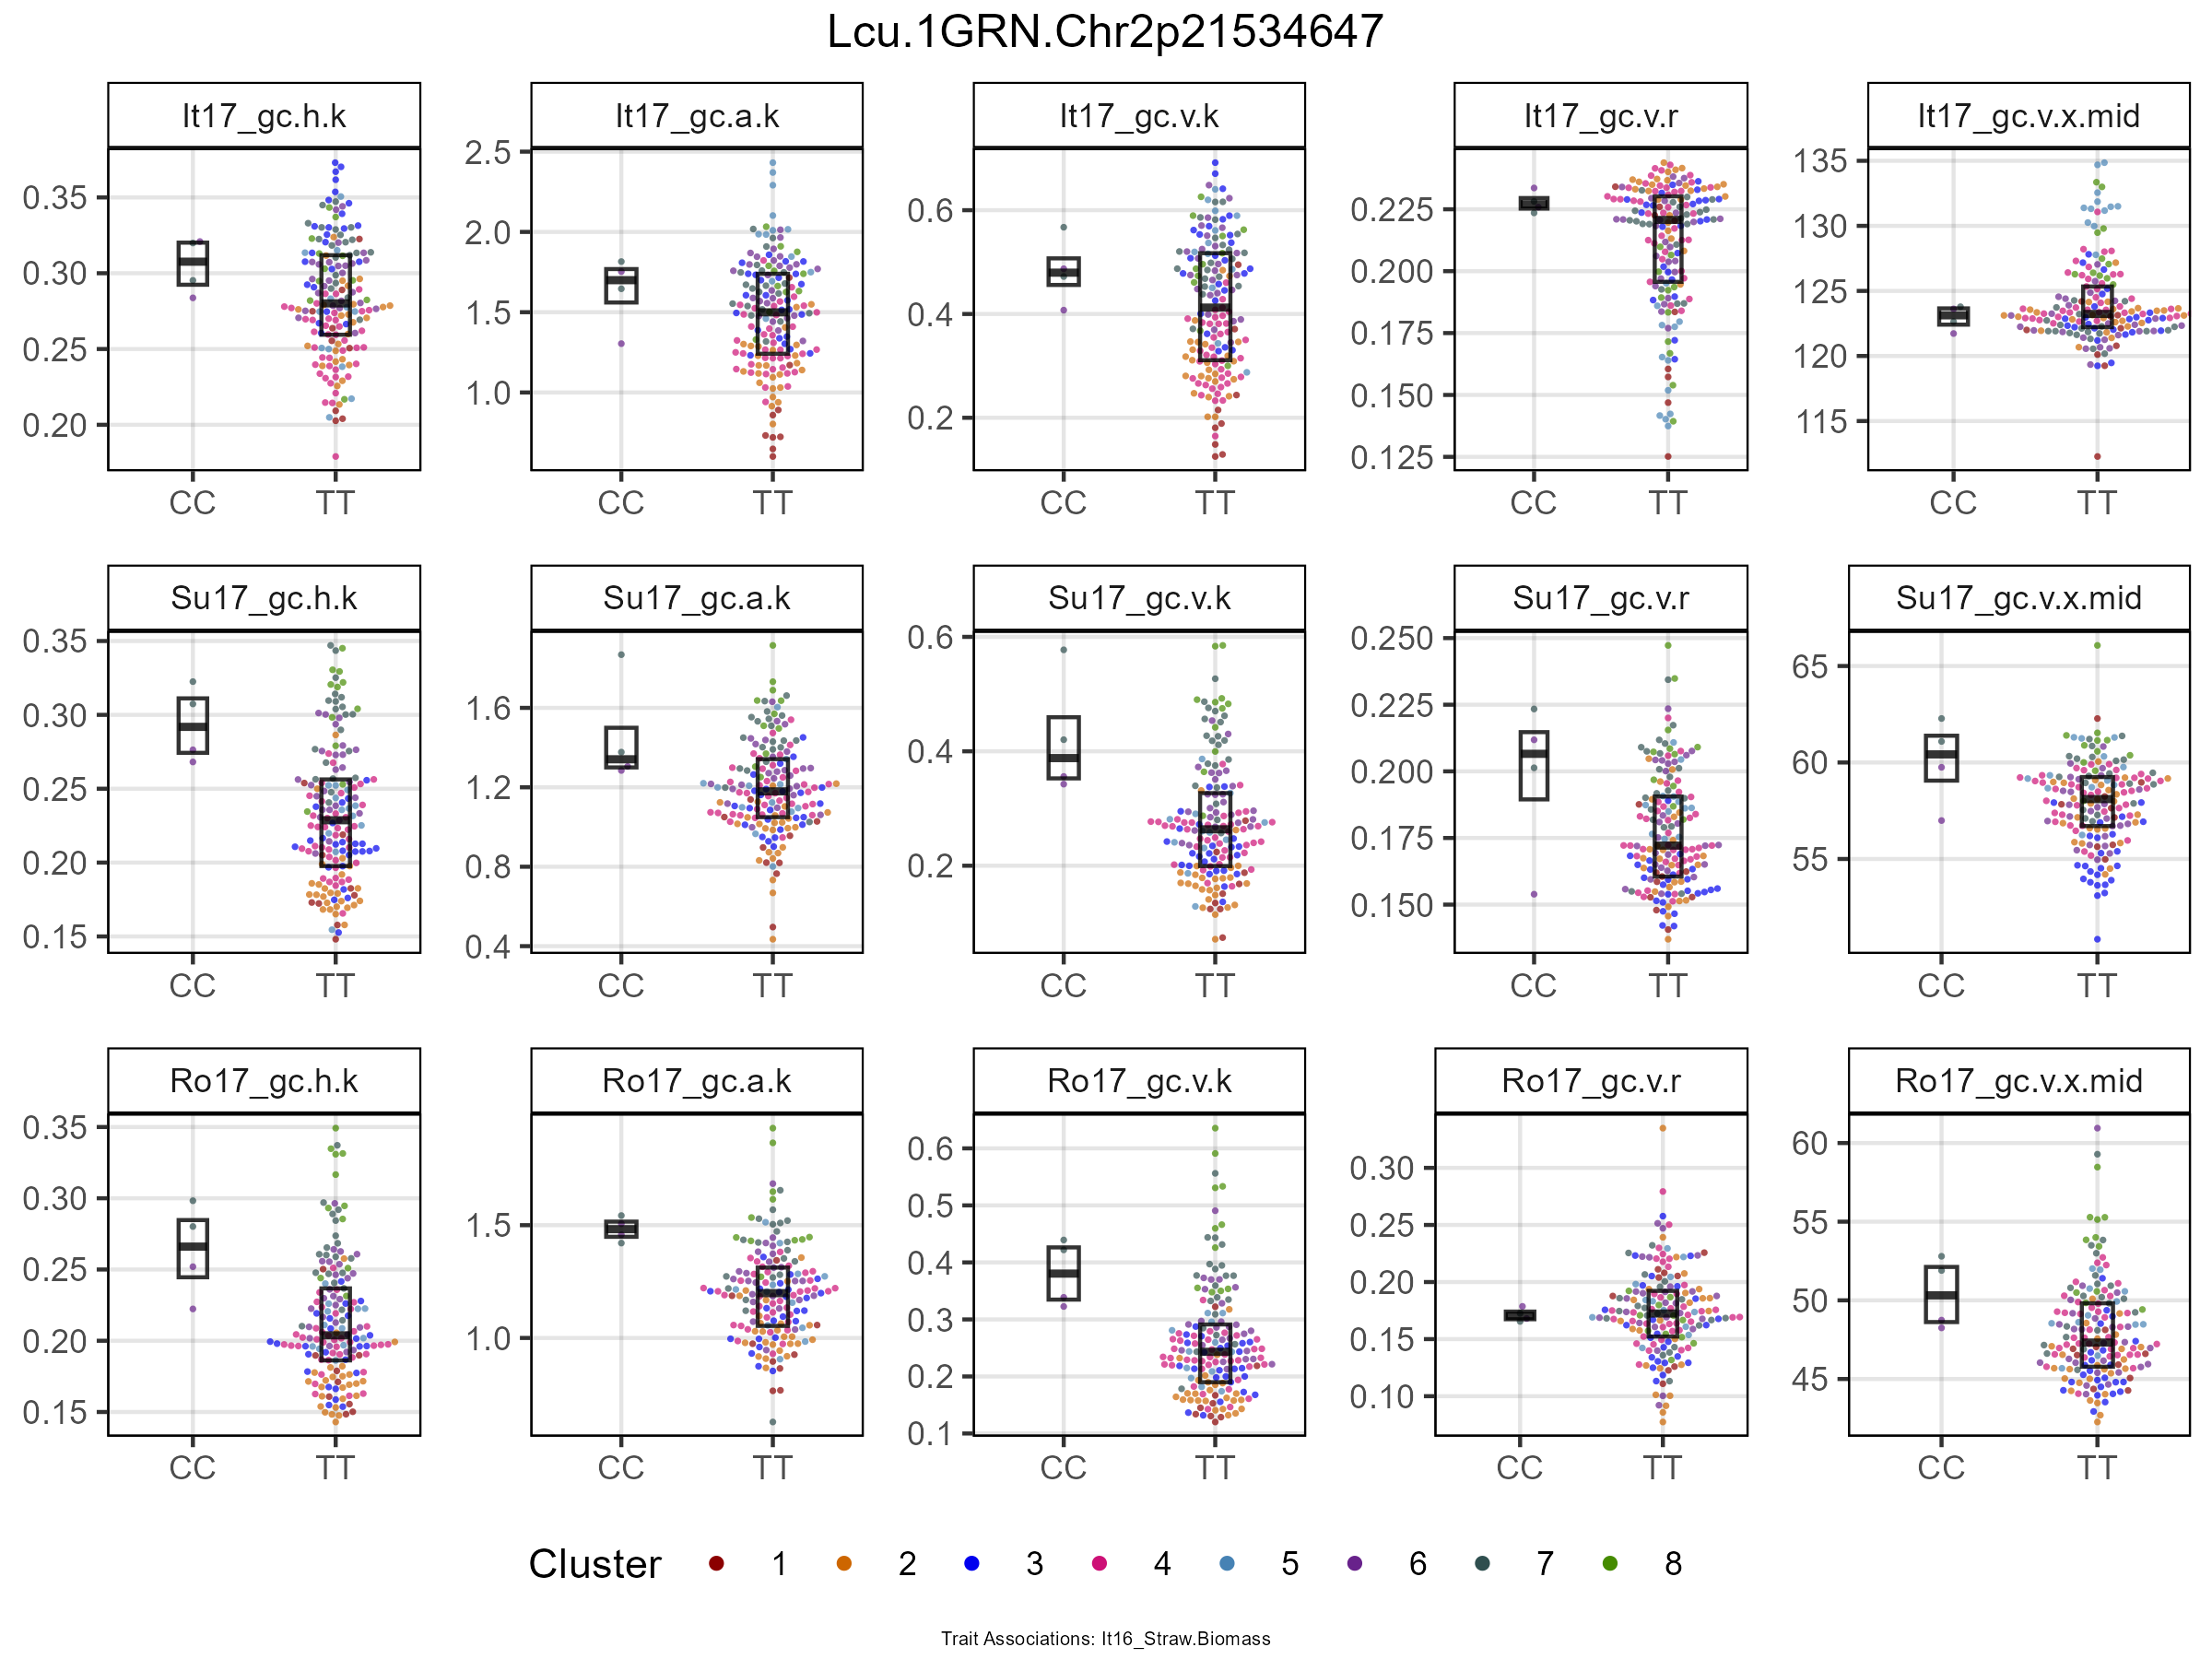 Lcu.1GRN.Chr2p21534647
It17_gc.h.k It17_gc.a.k It17_gc.v.k It17_gc.v.r It17_gc.v.x.mid
0.35 0.30 0.25 0.20
2.5 2.0 1.5 1.0
0.6 0.4 0.2
0.225 0.200 0.175 0.150 0.125
135 130 125 120 115
CC TT CC TT CC TT CC TT CC TT
Su17_gc.h.k Su17_gc.a.k Su17_gc.v.k Su17_gc.v.r Su17_gc.v.x.mid
0.35 0.30 0.25 0.20 0.15
1.6 1.2 0.8 0.4
0.6 0.4 0.2
0.250 0.225 0.200 0.175 0.150
65 60 55
CC TT CC TT CC TT CC TT CC TT
Ro17_gc.h.k Ro17_gc.a.k Ro17_gc.v.k Ro17_gc.v.r Ro17_gc.v.x.mid
0.35 0.30 0.25 0.20 0.15
1.5 1.0
0.6 0.5 0.4 0.3 0.2 0.1
0.30 0.25 0.20 0.15 0.10
60 55 50 45
CC TT CC TT CC TT CC TT CC TT
Cluster 1 2 3 4 5 6 7 8
Trait Associations: It16_Straw.Biomass